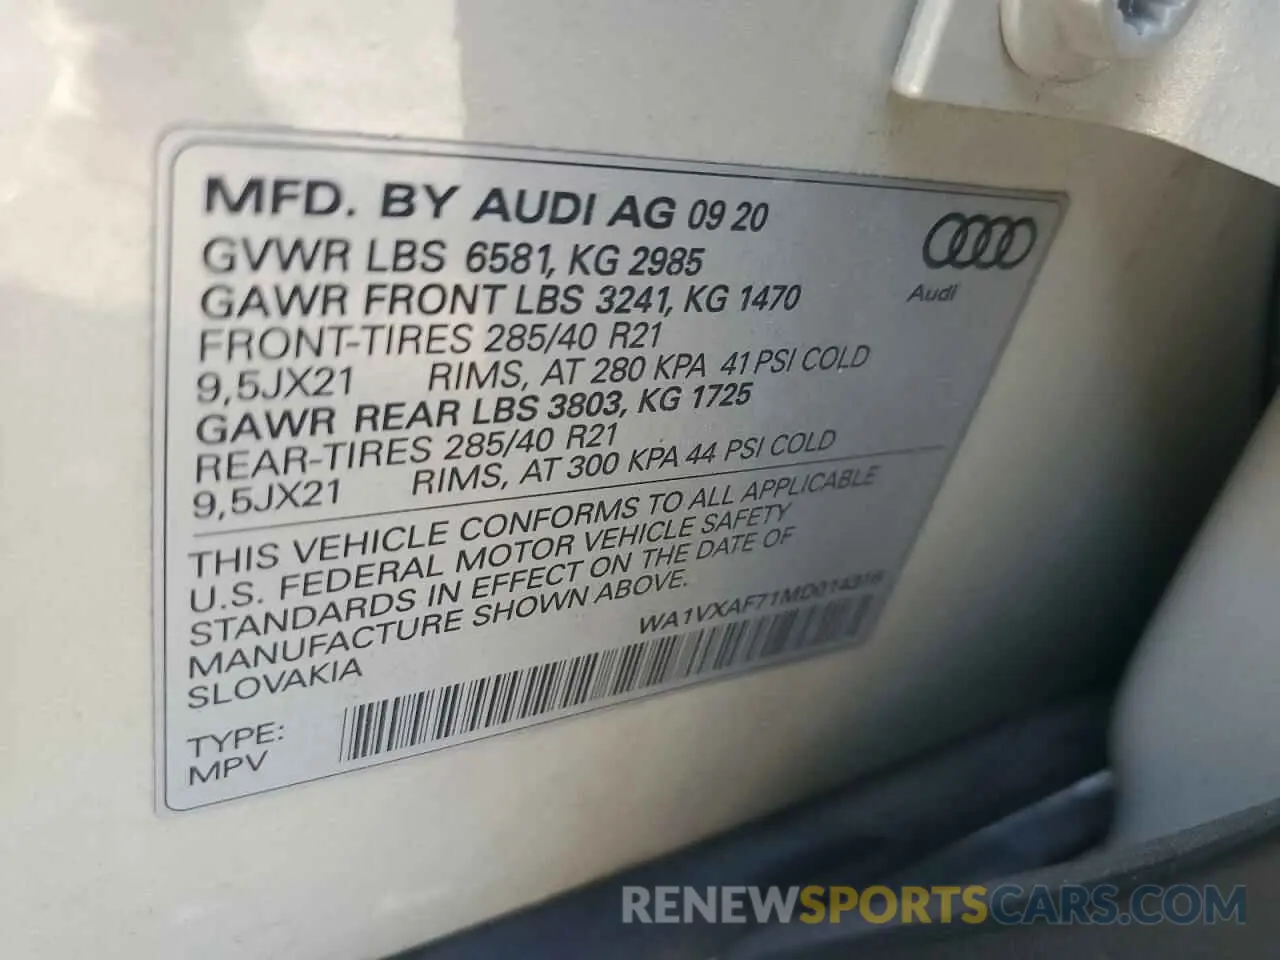 MFD. BY AUDI AG 09 20
GVWR LBS 6581, KG 2985
GAWR FRONT LBS 3241, KG 1470
FRONT-TIRES 285/40 R21
9,5JX21 RIMS, AT 280 KPA 41 PSI COLD
GAWR REAR LBS 3803, KG 1725
REAR-TIRES 285/40 R21
9,5JX21 RIMS, AT 300 KPA 44 PSI COLD
Audi
THIS VEHICLE CONFORMS TO ALL APPLICABLE
U.S. FEDERAL MOTOR VEHICLE SAFETY
STANDARDS IN EFFECT ON THE DATE OF
MANUFACTURE SHOWN ABOVE.
SLOVAKIA
TYPE:
MPV
RENEWSPORTSCARS.COM